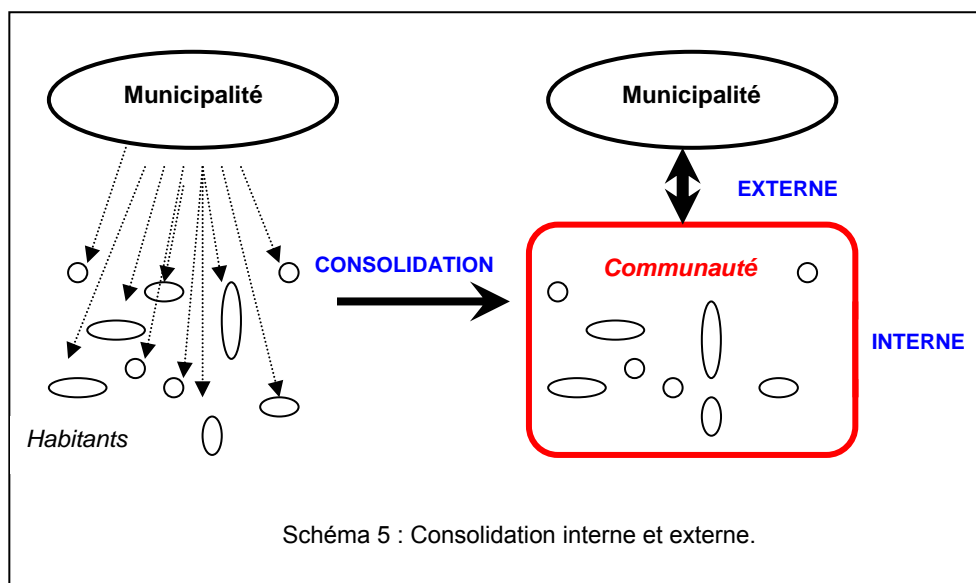 Municipalité
Municipalité
EXTERNE
CONSOLIDATION
Communauté
INTERNE
Habitants
Schéma 5 : Consolidation interne et externe.